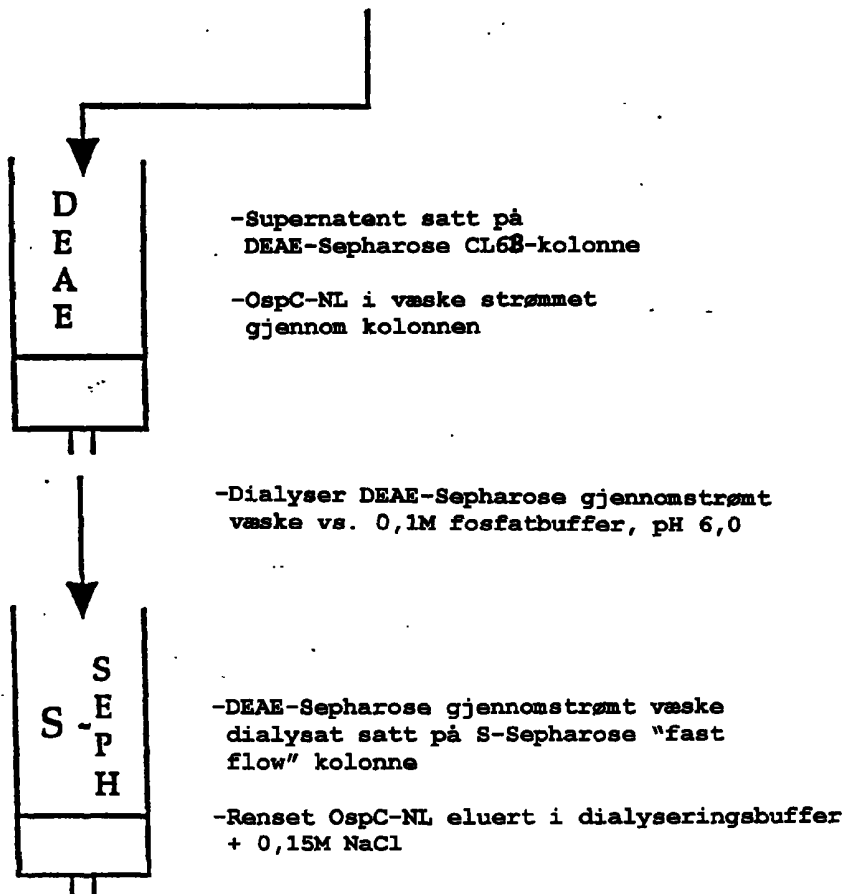 DEAE
-Supernatent satt på
DEAE-Sepharose CL6B-kolonne
-OspC-NL i væske strømmet
gjennom kolonnen
-Dialyser DEAE-Sepharose gjennomstrømt
væske vs. 0,1M fosfatbuffer, pH 6,0
S-SEPH
-DEAE-Sepharose gjennomstrømt væske
dialysat satt på S-Sepharose "fast
flow" kolonne
-Renset OspC-NL eluert i dialyseringsbuffer
+ 0,15M NaCl